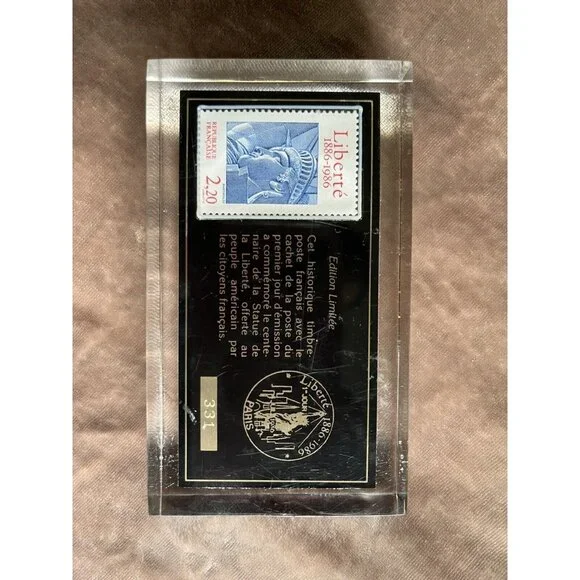 Liberté
1886-1986
REPUBLIQUE
FRANÇAISE
2,20
Edition Limitée
Cet historique timbre-
poste français avec le
cachet de la poste du
premier jour d'émission
a commémoré le cente-
naire de la Statue de
la Liberté, offerte au
peuple américain par
les citoyens français.
331
Liberté 1886-1986
1er JOUR
PARIS